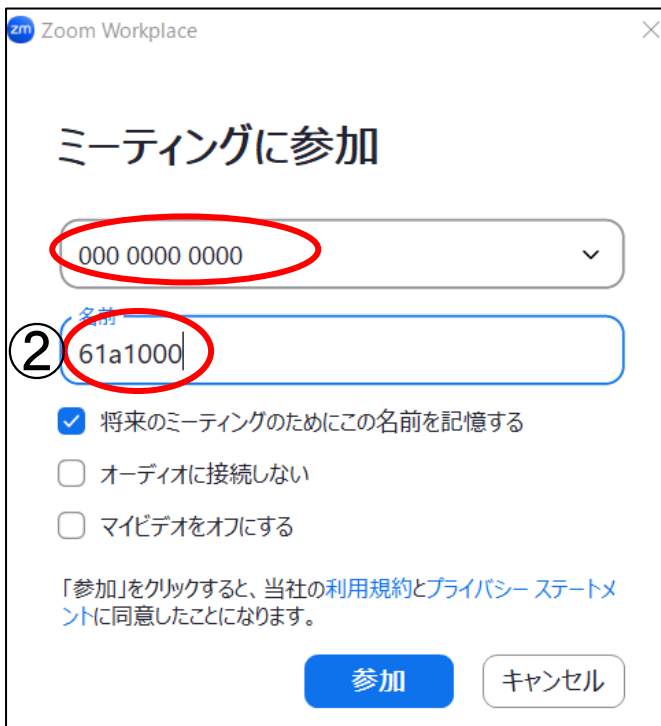 zm Zoom Workplace
ミーティングに参加
000 0000 0000
名前
② 61a1000
将来のミーティングのためにこの名前を記憶する
オーディオに接続しない
マイビデオをオフにする
「参加」をクリックすると、当社の利用規約とプライバシー ステートメ
ントに同意したことになります。
参加 キャンセル